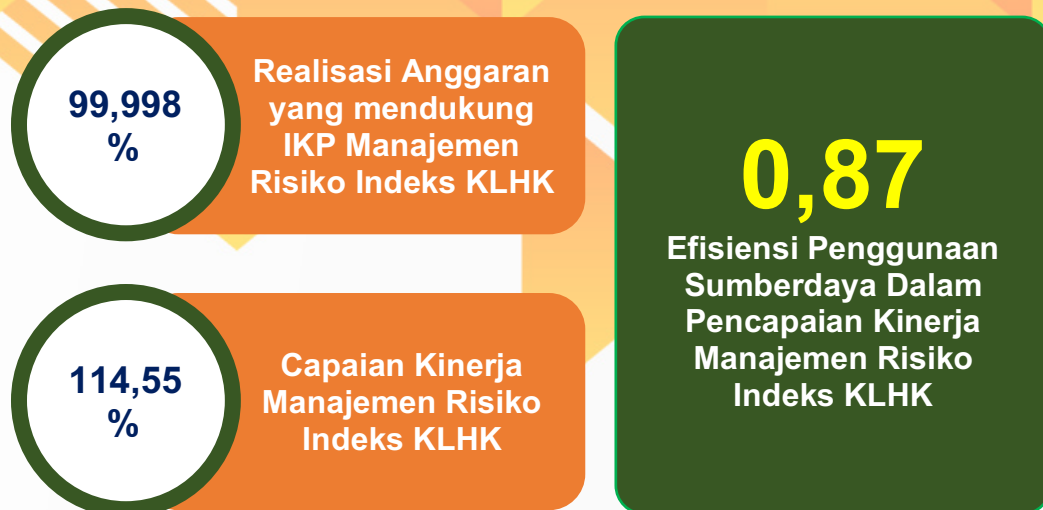 99,998
%
Realisasi Anggaran
yang mendukung
IKP Manajemen
Risiko Indeks KLHK
114,55
%
Capaian Kinerja
Manajemen Risiko
Indeks KLHK
0,87
Efisiensi Penggunaan
Sumberdaya Dalam
Pencapaian Kinerja
Manajemen Risiko
Indeks KLHK